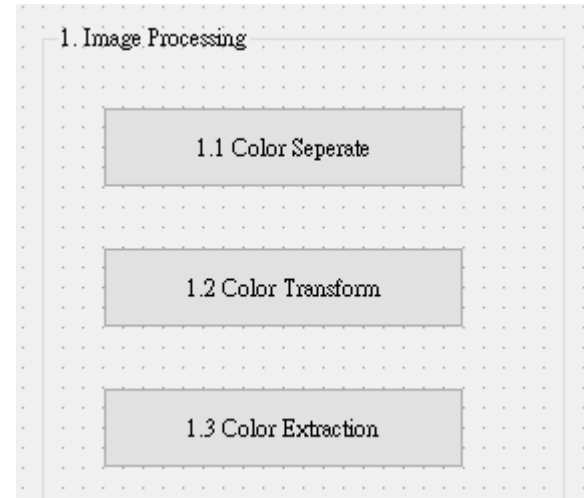 1. Image Processing
1.1 Color Seperate
1.2 Color Transform
1.3 Color Extraction